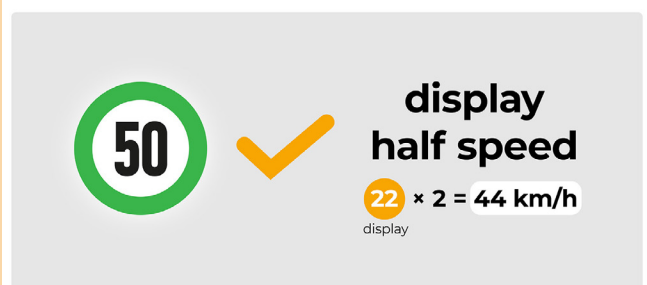 50
display
half speed
22 × 2 = 44 km/h
display